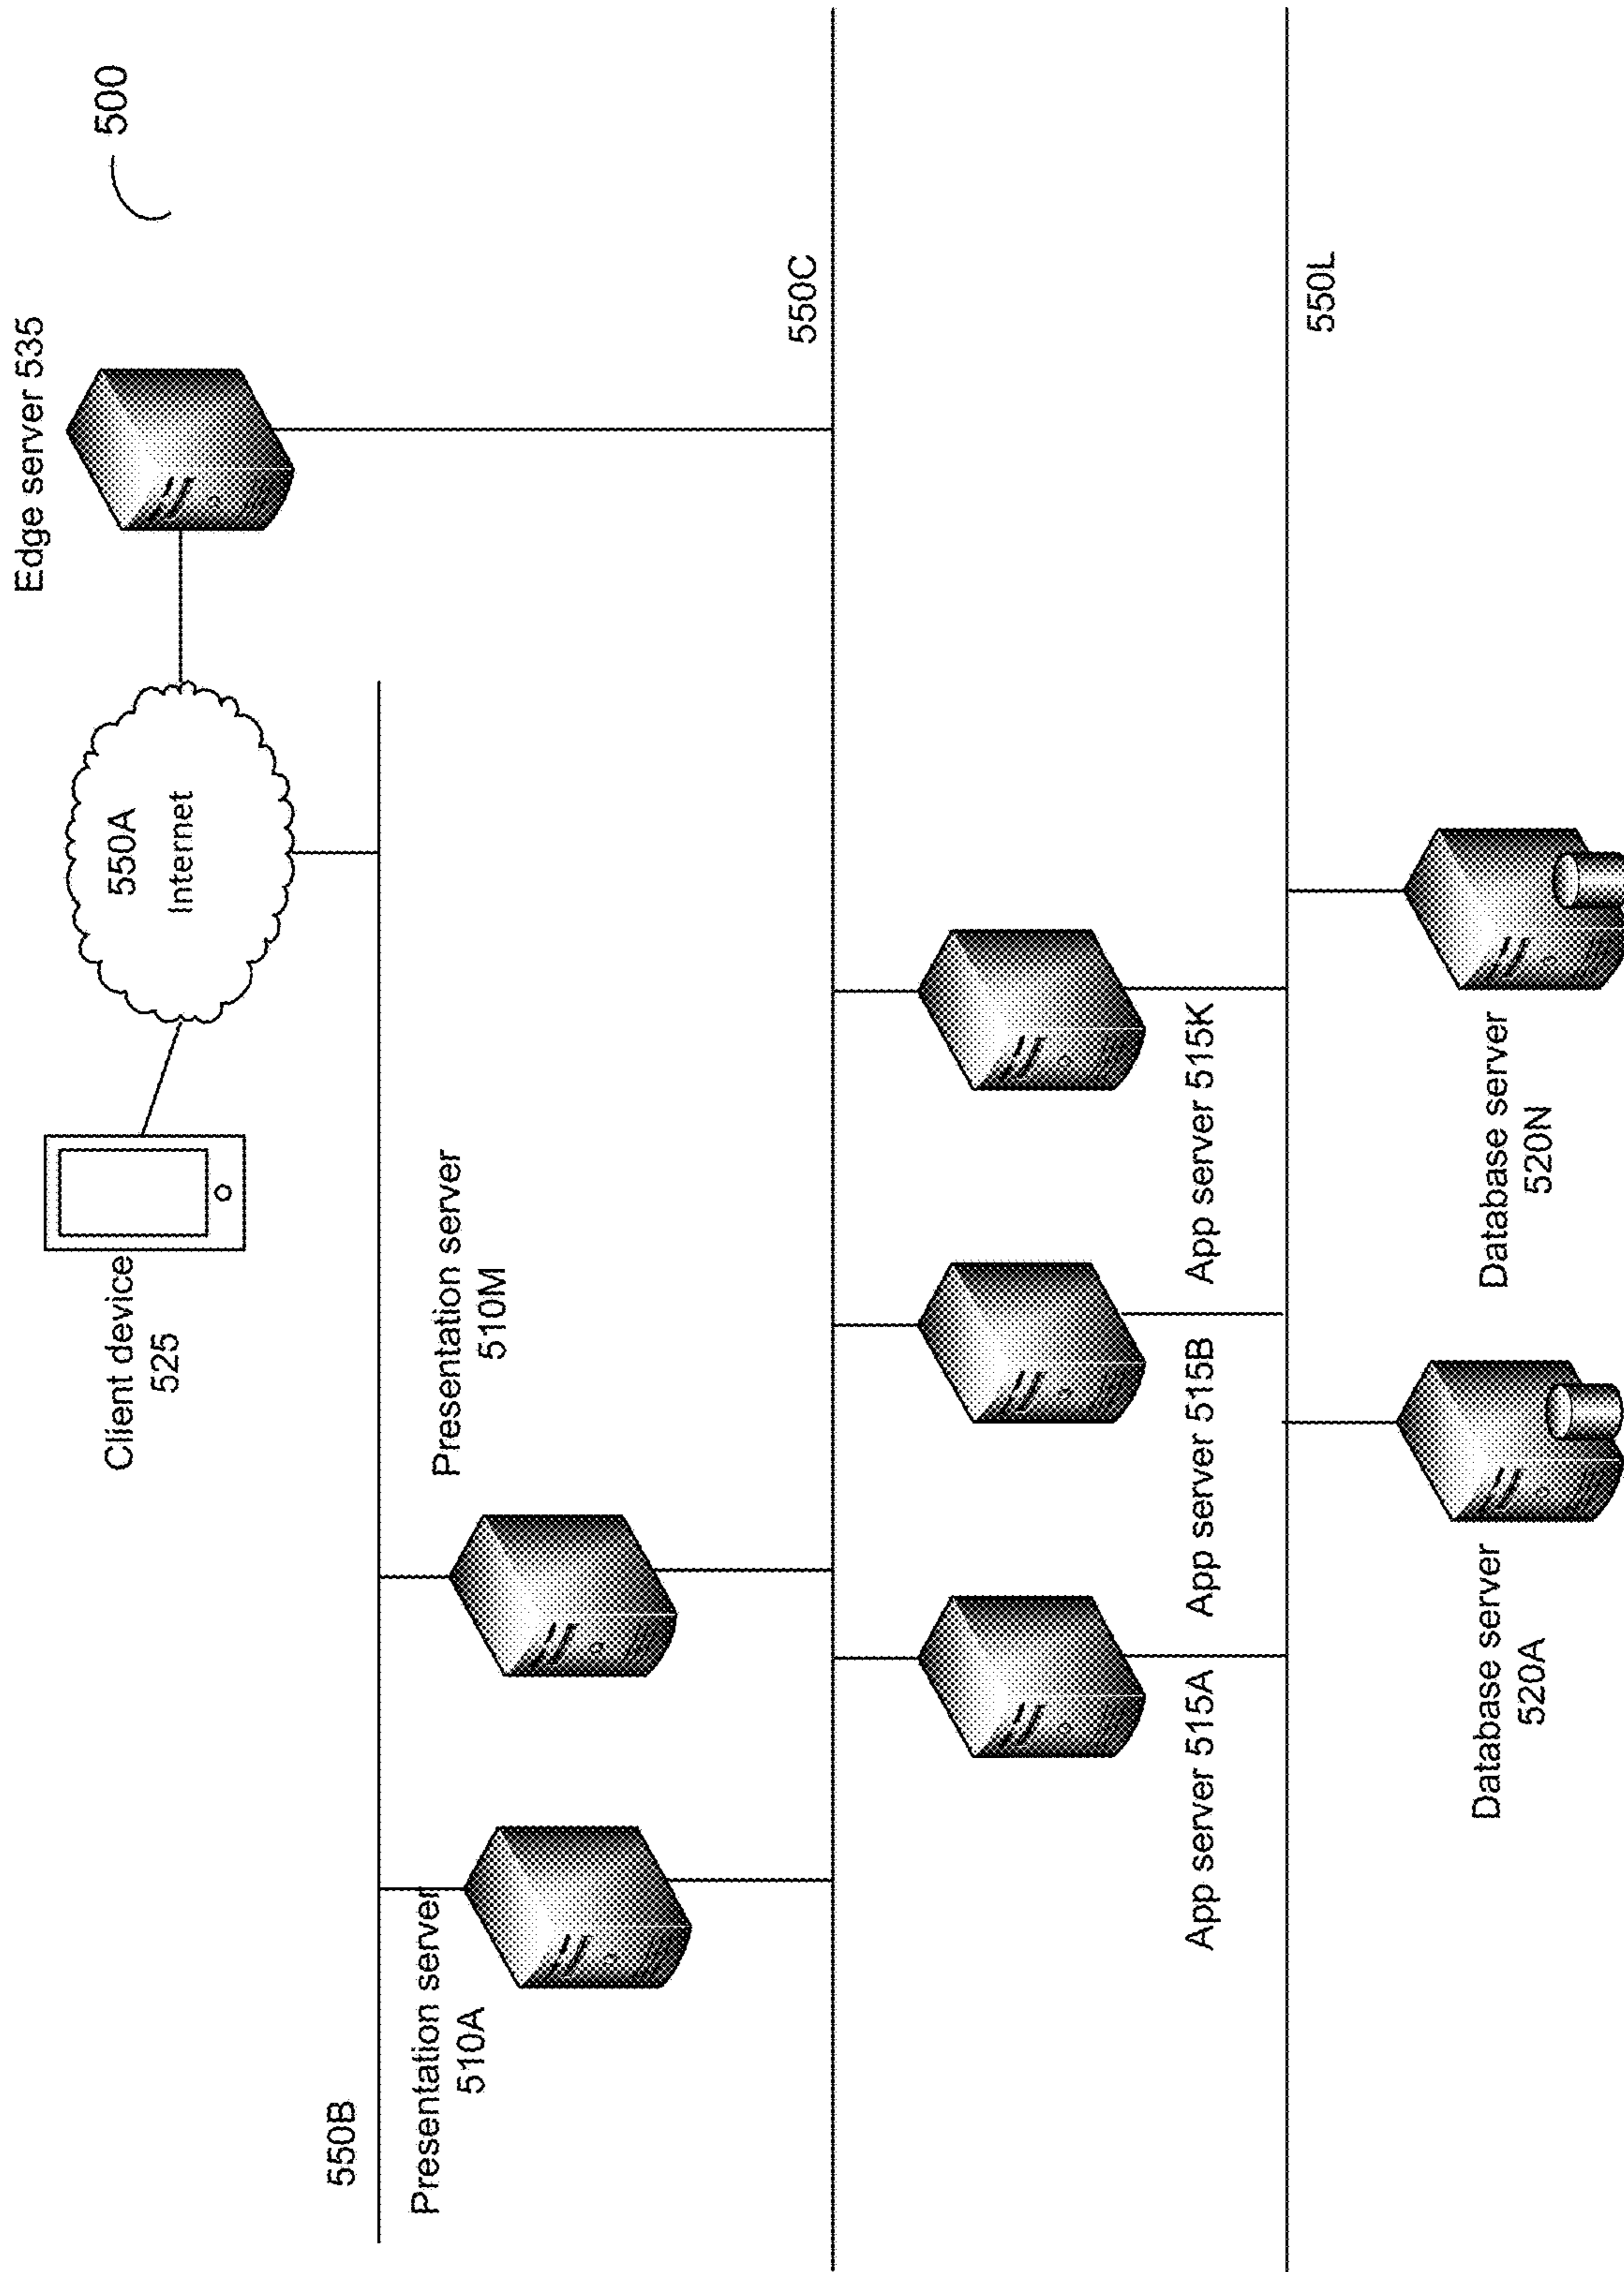 500
Edge server 535
550A
Internet
Client device
525
550B
Presentation server
510A
Presentation server
510M
550C
App server 515A
App server 515B
App server 515K
550L
Database server
520A
Database server
520N